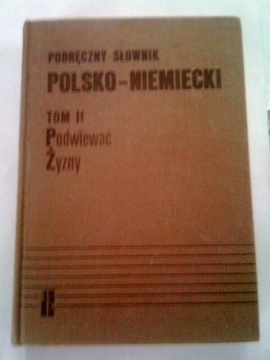 PODRĘCZNY SŁOWNIK
POLSKO-NIEMIECKI
TOM II
Podwiewać
Żyzny